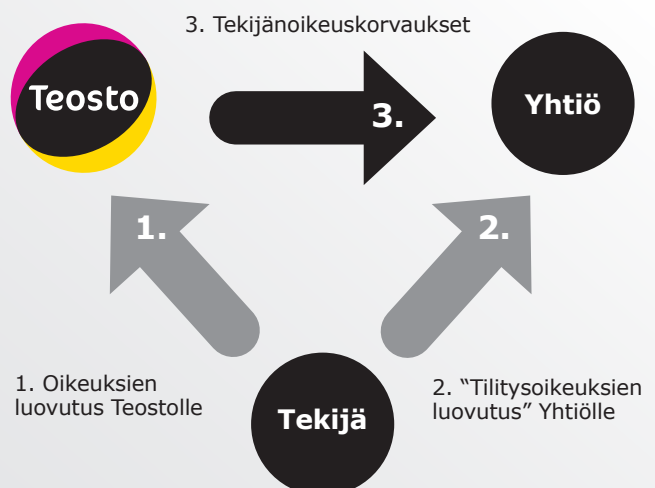 3. Tekijänoikeuskorvaukset
Teosto
3.
Yhtiö
1.
2.
1. Oikeuksien
luovutus Teostolle
Tekijä
2. “Tilitysoikeuksien
luovutus” Yhtiölle